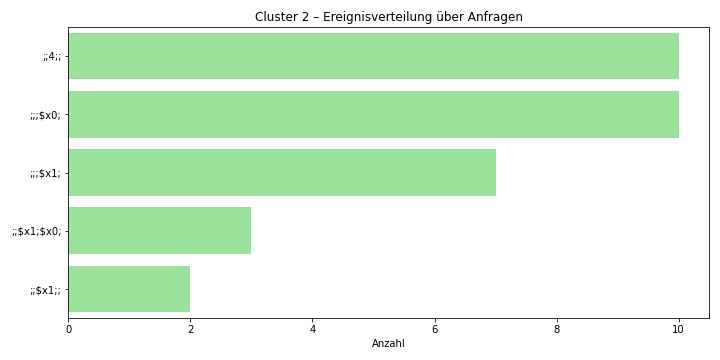 Cluster 2 – Ereignisverteilung über Anfragen
;;4;;
;;;$x0;
;;;$x1;
;;$x1;$x0;
;;$x1;;
0 2 4 6 8 10
Anzahl